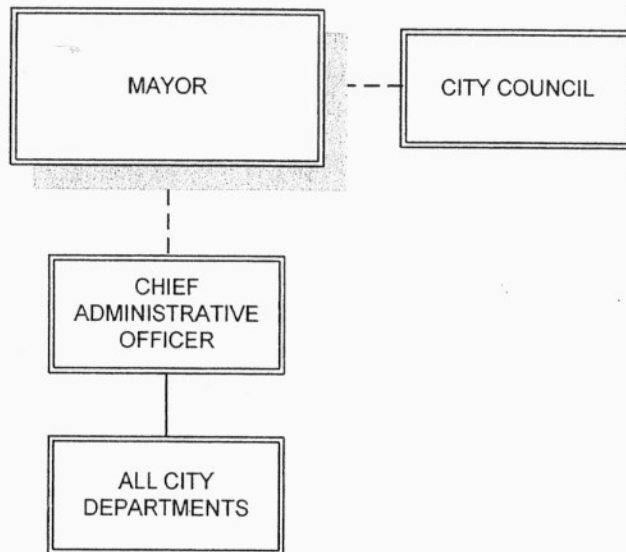 MAYOR
CITY COUNCIL
CHIEF
ADMINISTRATIVE
OFFICER
ALL CITY
DEPARTMENTS